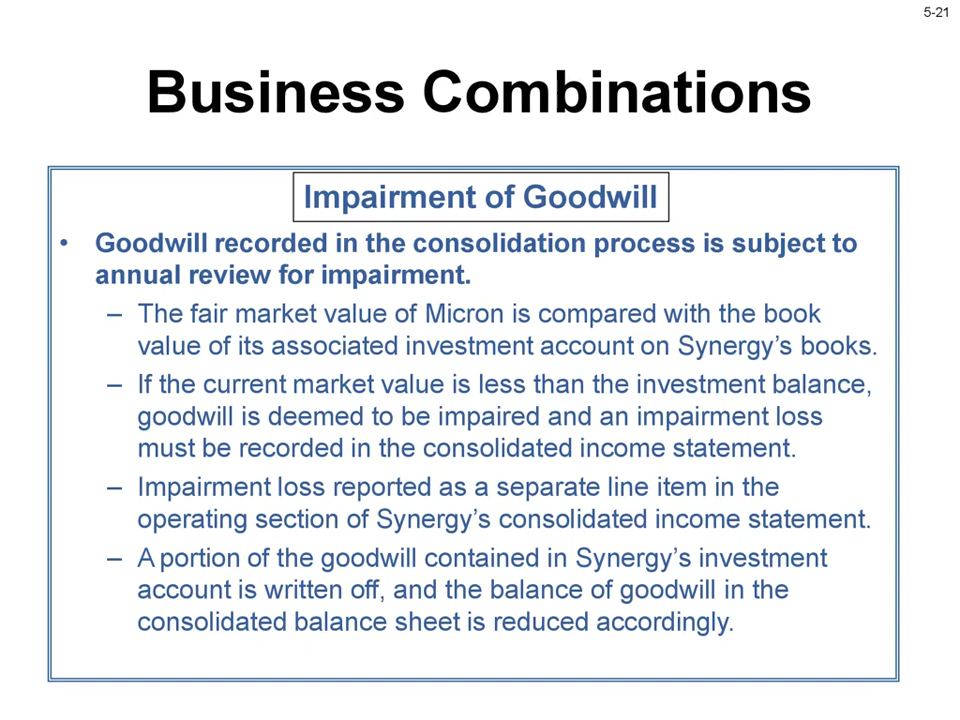 5-21
Business Combinations
Impairment of Goodwill
• Goodwill recorded in the consolidation process is subject to
annual review for impairment.
– The fair market value of Micron is compared with the book
value of its associated investment account on Synergy’s books.
– If the current market value is less than the investment balance,
goodwill is deemed to be impaired and an impairment loss
must be recorded in the consolidated income statement.
– Impairment loss reported as a separate line item in the
operating section of Synergy’s consolidated income statement.
– A portion of the goodwill contained in Synergy’s investment
account is written off, and the balance of goodwill in the
consolidated balance sheet is reduced accordingly.